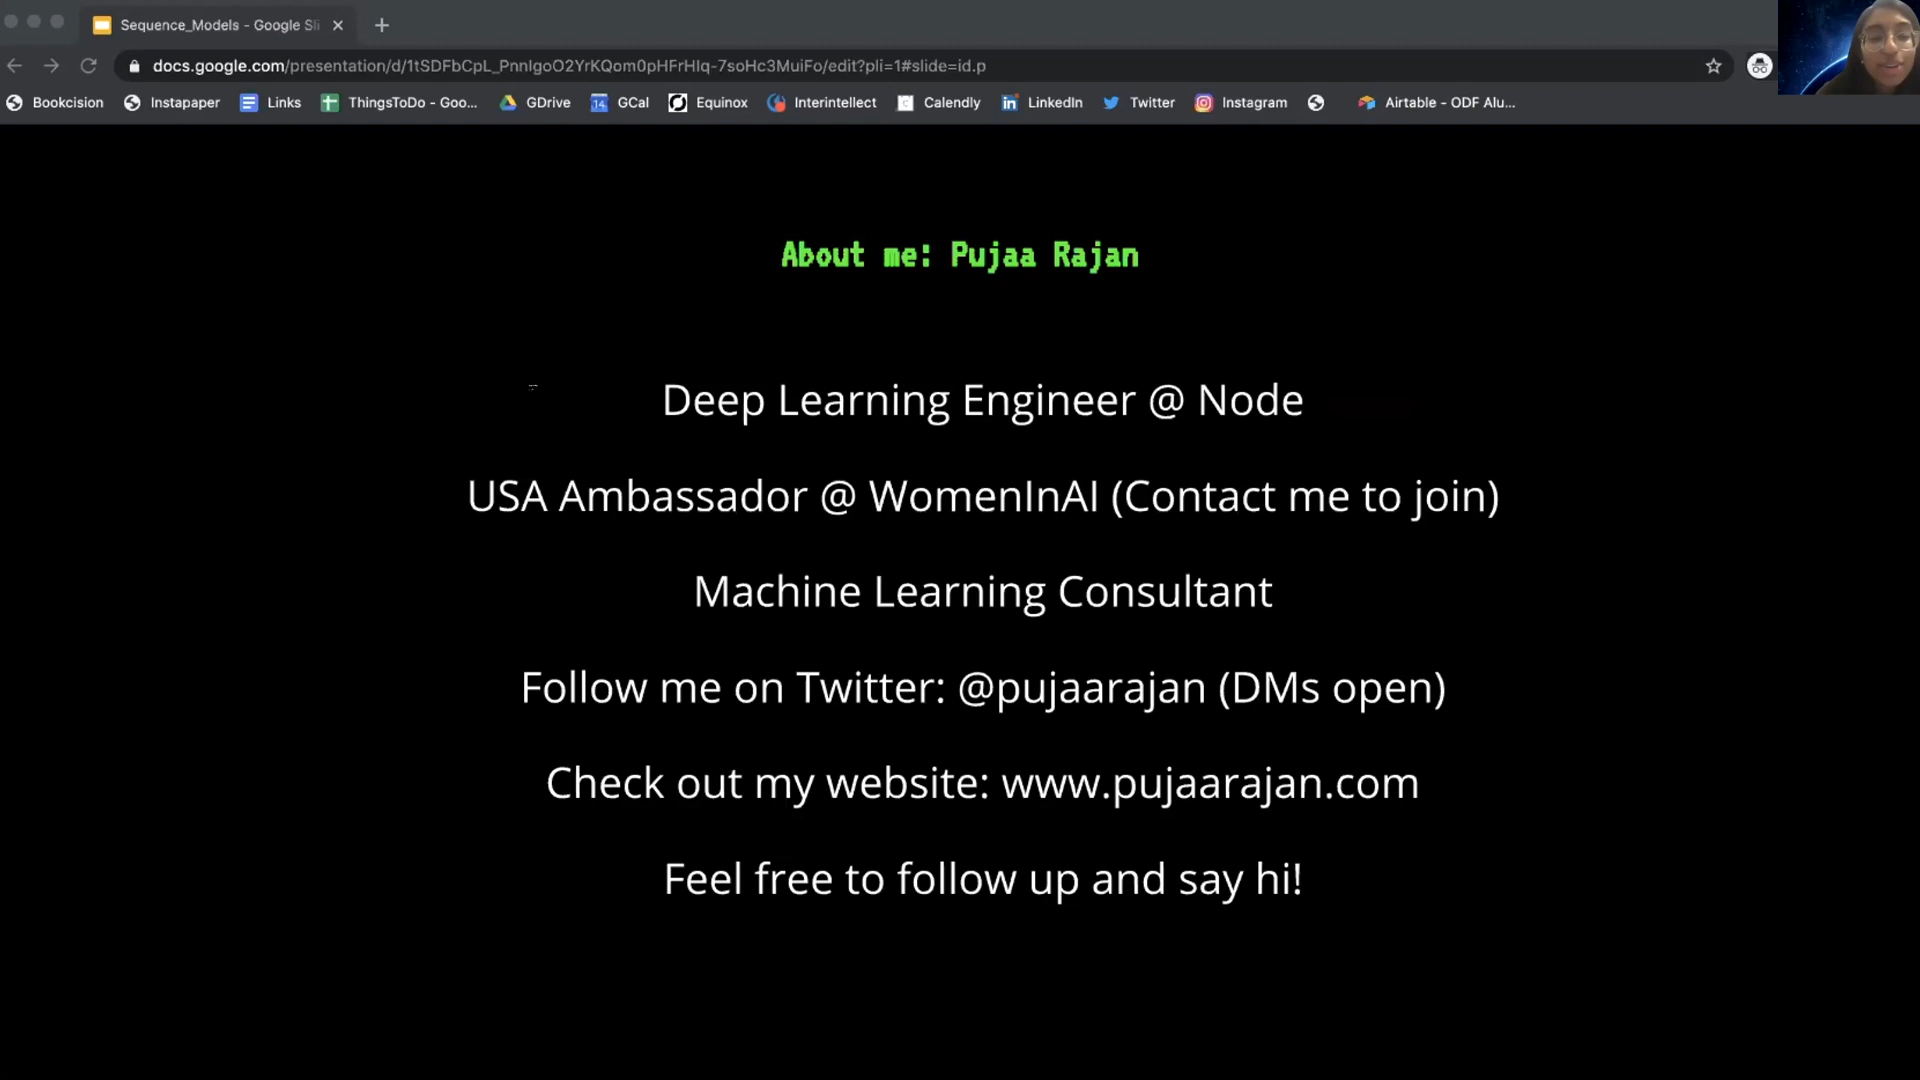 Sequence_Models - Google Sli
docs.google.com/presentation/d/1tSDFbCpL_PnnIgoO2YrKQom0pHFrHIq-7soHc3MuiFo/edit?pli=1#slide=id.p
Bookcision Instapaper Links ThingsToDo - Goo... GDrive 14 GCal Equinox Interintellect Calendly LinkedIn Twitter Instagram Airtable - ODF Alu...
About me: Pujaa Rajan
Deep Learning Engineer @ Node
USA Ambassador @ WomenInAI (Contact me to join)
Machine Learning Consultant
Follow me on Twitter: @pujaarajan (DMs open)
Check out my website: www.pujaarajan.com
Feel free to follow up and say hi!